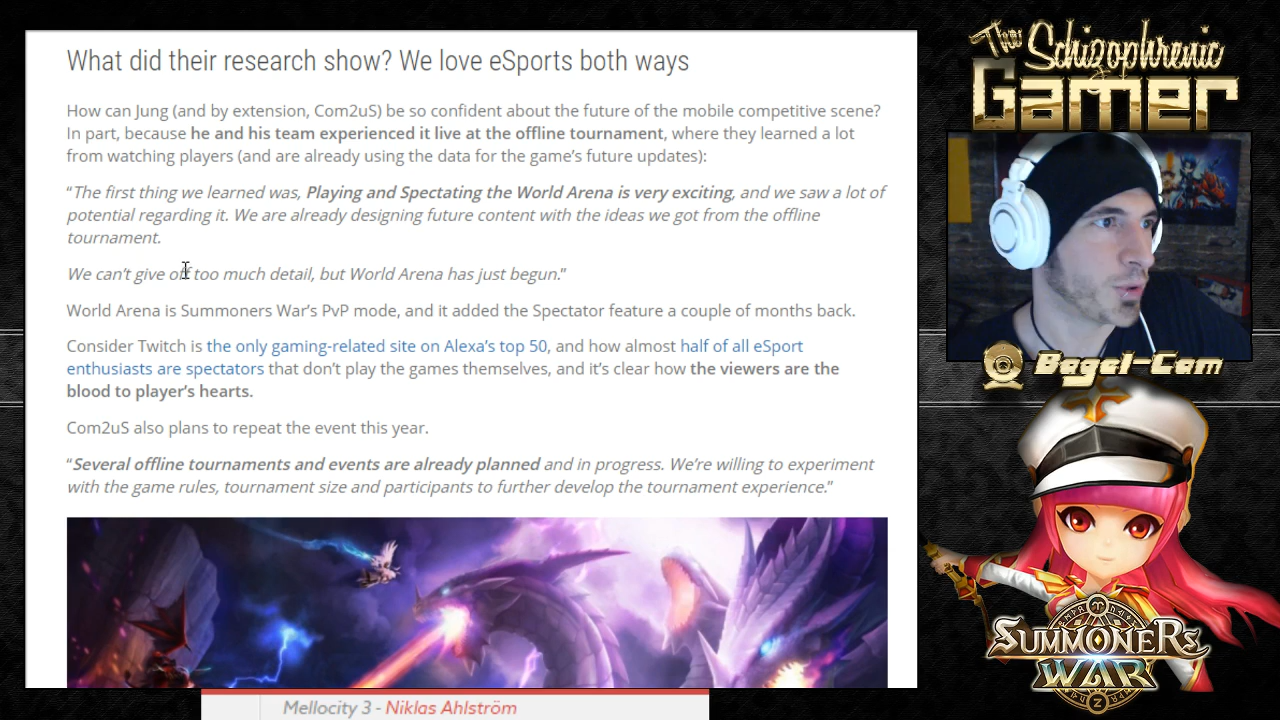 What did their research show? We love eSports both ways
How can Jung (and by extension, Com2uS) be so confident about the future of the mobile competitive scene?
In part, because he and his team experienced it live at the offline tournament, where they learned a lot
from watching players (and are already using the data for the game's future updates):
"The first thing we learned was, Playing and Spectating the World Arena is very exciting, and we saw a lot of
potential regarding it. We are already designing future content with the ideas we got from the offline
tournament.
We can't give off too much detail, but World Arena has just begun."
World Arena is Summoners War's PvP mode, and it added the Spectator feature a couple of months back.
Consider Twitch is the only gaming-related site on Alexa's top 50, and how almost half of all eSport
enthusiasts are spectators that don't play the games themselves, and it's clear how the viewers are the
blood to player's hearts.
Com2uS also plans to repeat the event this year.
"Several offline tournaments and events are already planned and in progress. We're willing to experiment
with the game rules, tournament size and participants to further develop the tournament experience."
Mellocity 3 - Niklas Ahlström
The Schizophrenic
Gamer
Bagel-Cam
SUMMONERS
WAR